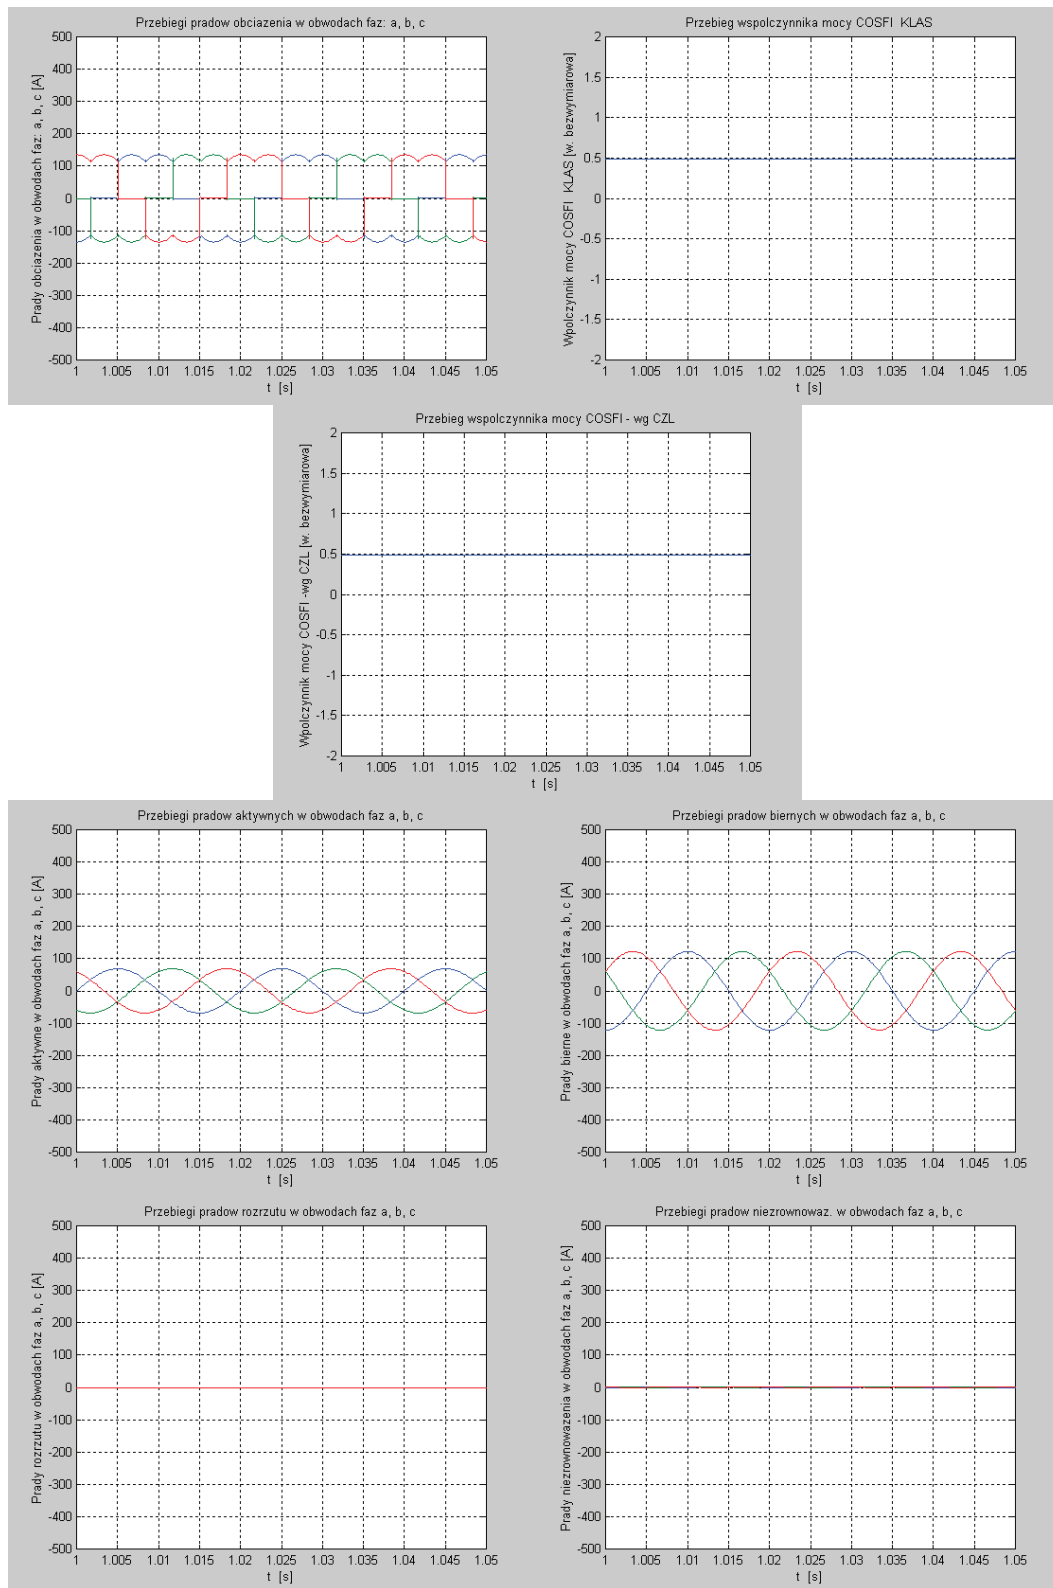 Przebiegi pradow obciazenia w obwodach faz: a, b, c
Prady obciazenia w obwodach faz: a, b, c [A]
500
400
300
200
100
0
-100
-200
-300
-400
-500
1 1.005 1.01 1.015 1.02 1.025 1.03 1.035 1.04 1.045 1.05
t [s]
Przebieg wspolczynnika mocy COSFI KLAS
Wpolczynnik mocy COSFI KLAS [w. bezwymiarowa]
2
1.5
1
0.5
0
-0.5
-1
-1.5
-2
1 1.005 1.01 1.015 1.02 1.025 1.03 1.035 1.04 1.045 1.05
t [s]
Przebieg wspolczynnika mocy COSFI - wg CZL
Wpolczynnik mocy COSFI -wg CZL [w. bezwymiarowa]
2
1.5
1
0.5
0
-0.5
-1
-1.5
-2
1 1.005 1.01 1.015 1.02 1.025 1.03 1.035 1.04 1.045 1.05
t [s]
Przebiegi pradow aktywnych w obwodach faz a, b, c
Prady aktywne w obwodach faz a, b, c [A]
500
400
300
200
100
0
-100
-200
-300
-400
-500
1 1.005 1.01 1.015 1.02 1.025 1.03 1.035 1.04 1.045 1.05
t [s]
Przebiegi pradow biernych w obwodach faz a, b, c
Prady bierne w obwodach faz a, b, c [A]
500
400
300
200
100
0
-100
-200
-300
-400
-500
1 1.005 1.01 1.015 1.02 1.025 1.03 1.035 1.04 1.045 1.05
t [s]
Przebiegi pradow rozrzutu w obwodach faz a, b, c
Prady rozrzutu w obwodach faz a, b, c [A]
500
400
300
200
100
0
-100
-200
-300
-400
-500
1 1.005 1.01 1.015 1.02 1.025 1.03 1.035 1.04 1.045 1.05
t [s]
Przebiegi pradow niezrownowaz. w obwodach faz a, b, c
Prady niezrownowazenia w obwodach faz a, b, c [A]
500
400
300
200
100
0
-100
-200
-300
-400
-500
1 1.005 1.01 1.015 1.02 1.025 1.03 1.035 1.04 1.045 1.05
t [s]